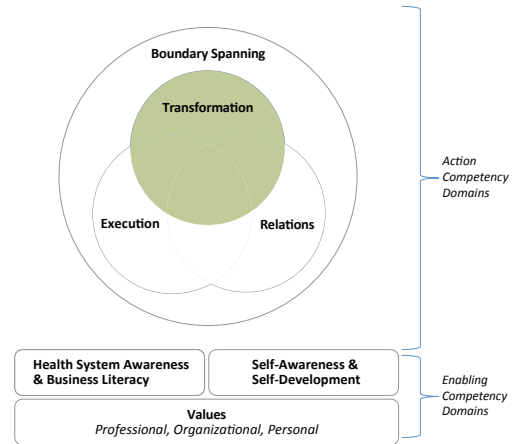 Boundary Spanning
Transformation
Execution
Relations
Action
Competency
Domains
Health System Awareness
& Business Literacy
Self-Awareness &
Self-Development
Values
Professional, Organizational, Personal
Enabling
Competency
Domains